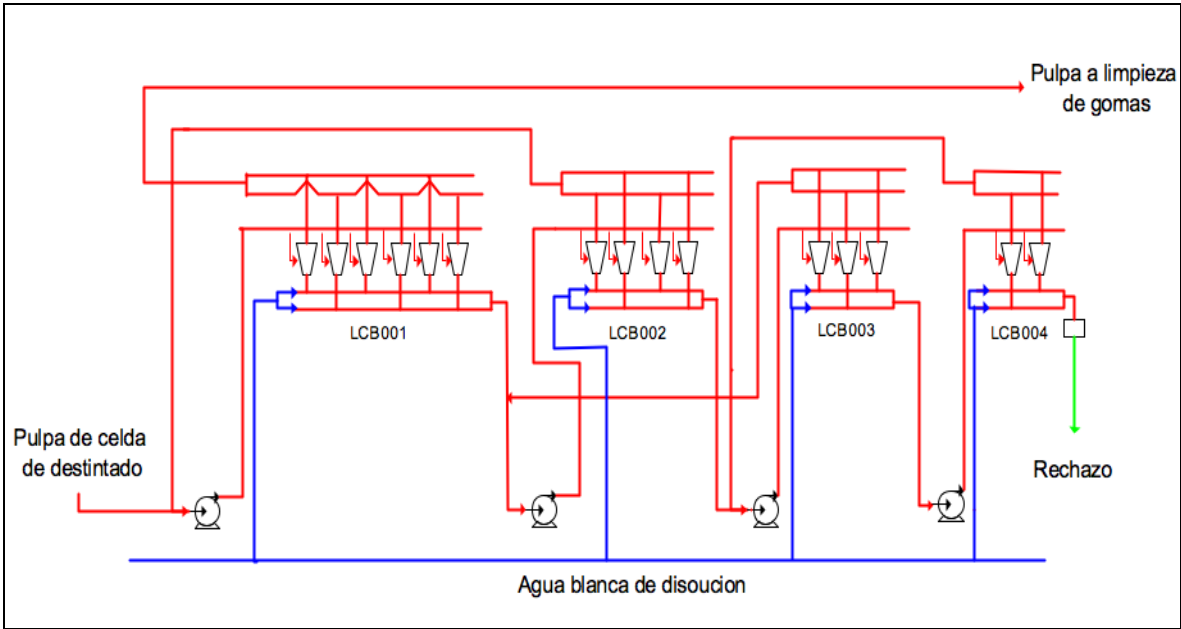 Pulpa a limpieza
de gomas
LCB001
LCB002
LCB003
LCB004
Pulpa de celda
de destintado
Rechazo
Agua blanca de disoucion